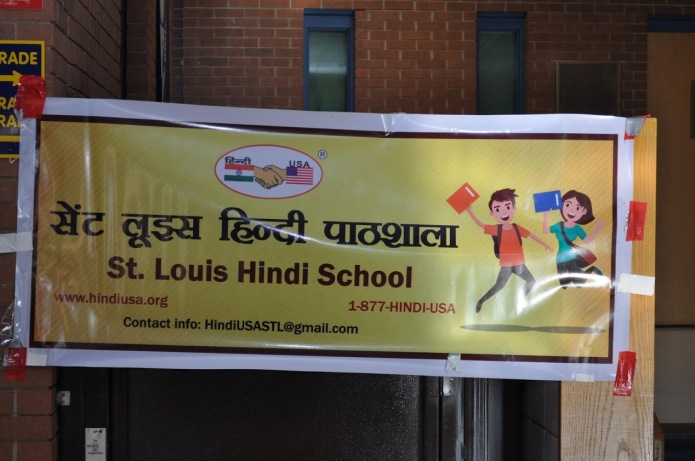 RADE
हिन्दी USA ®
सेंट लूइस हिन्दी पाठशाला
St. Louis Hindi School
www.hindiusa.org 1-877-HINDI-USA
Contact info: HindiUSASTL@gmail.com